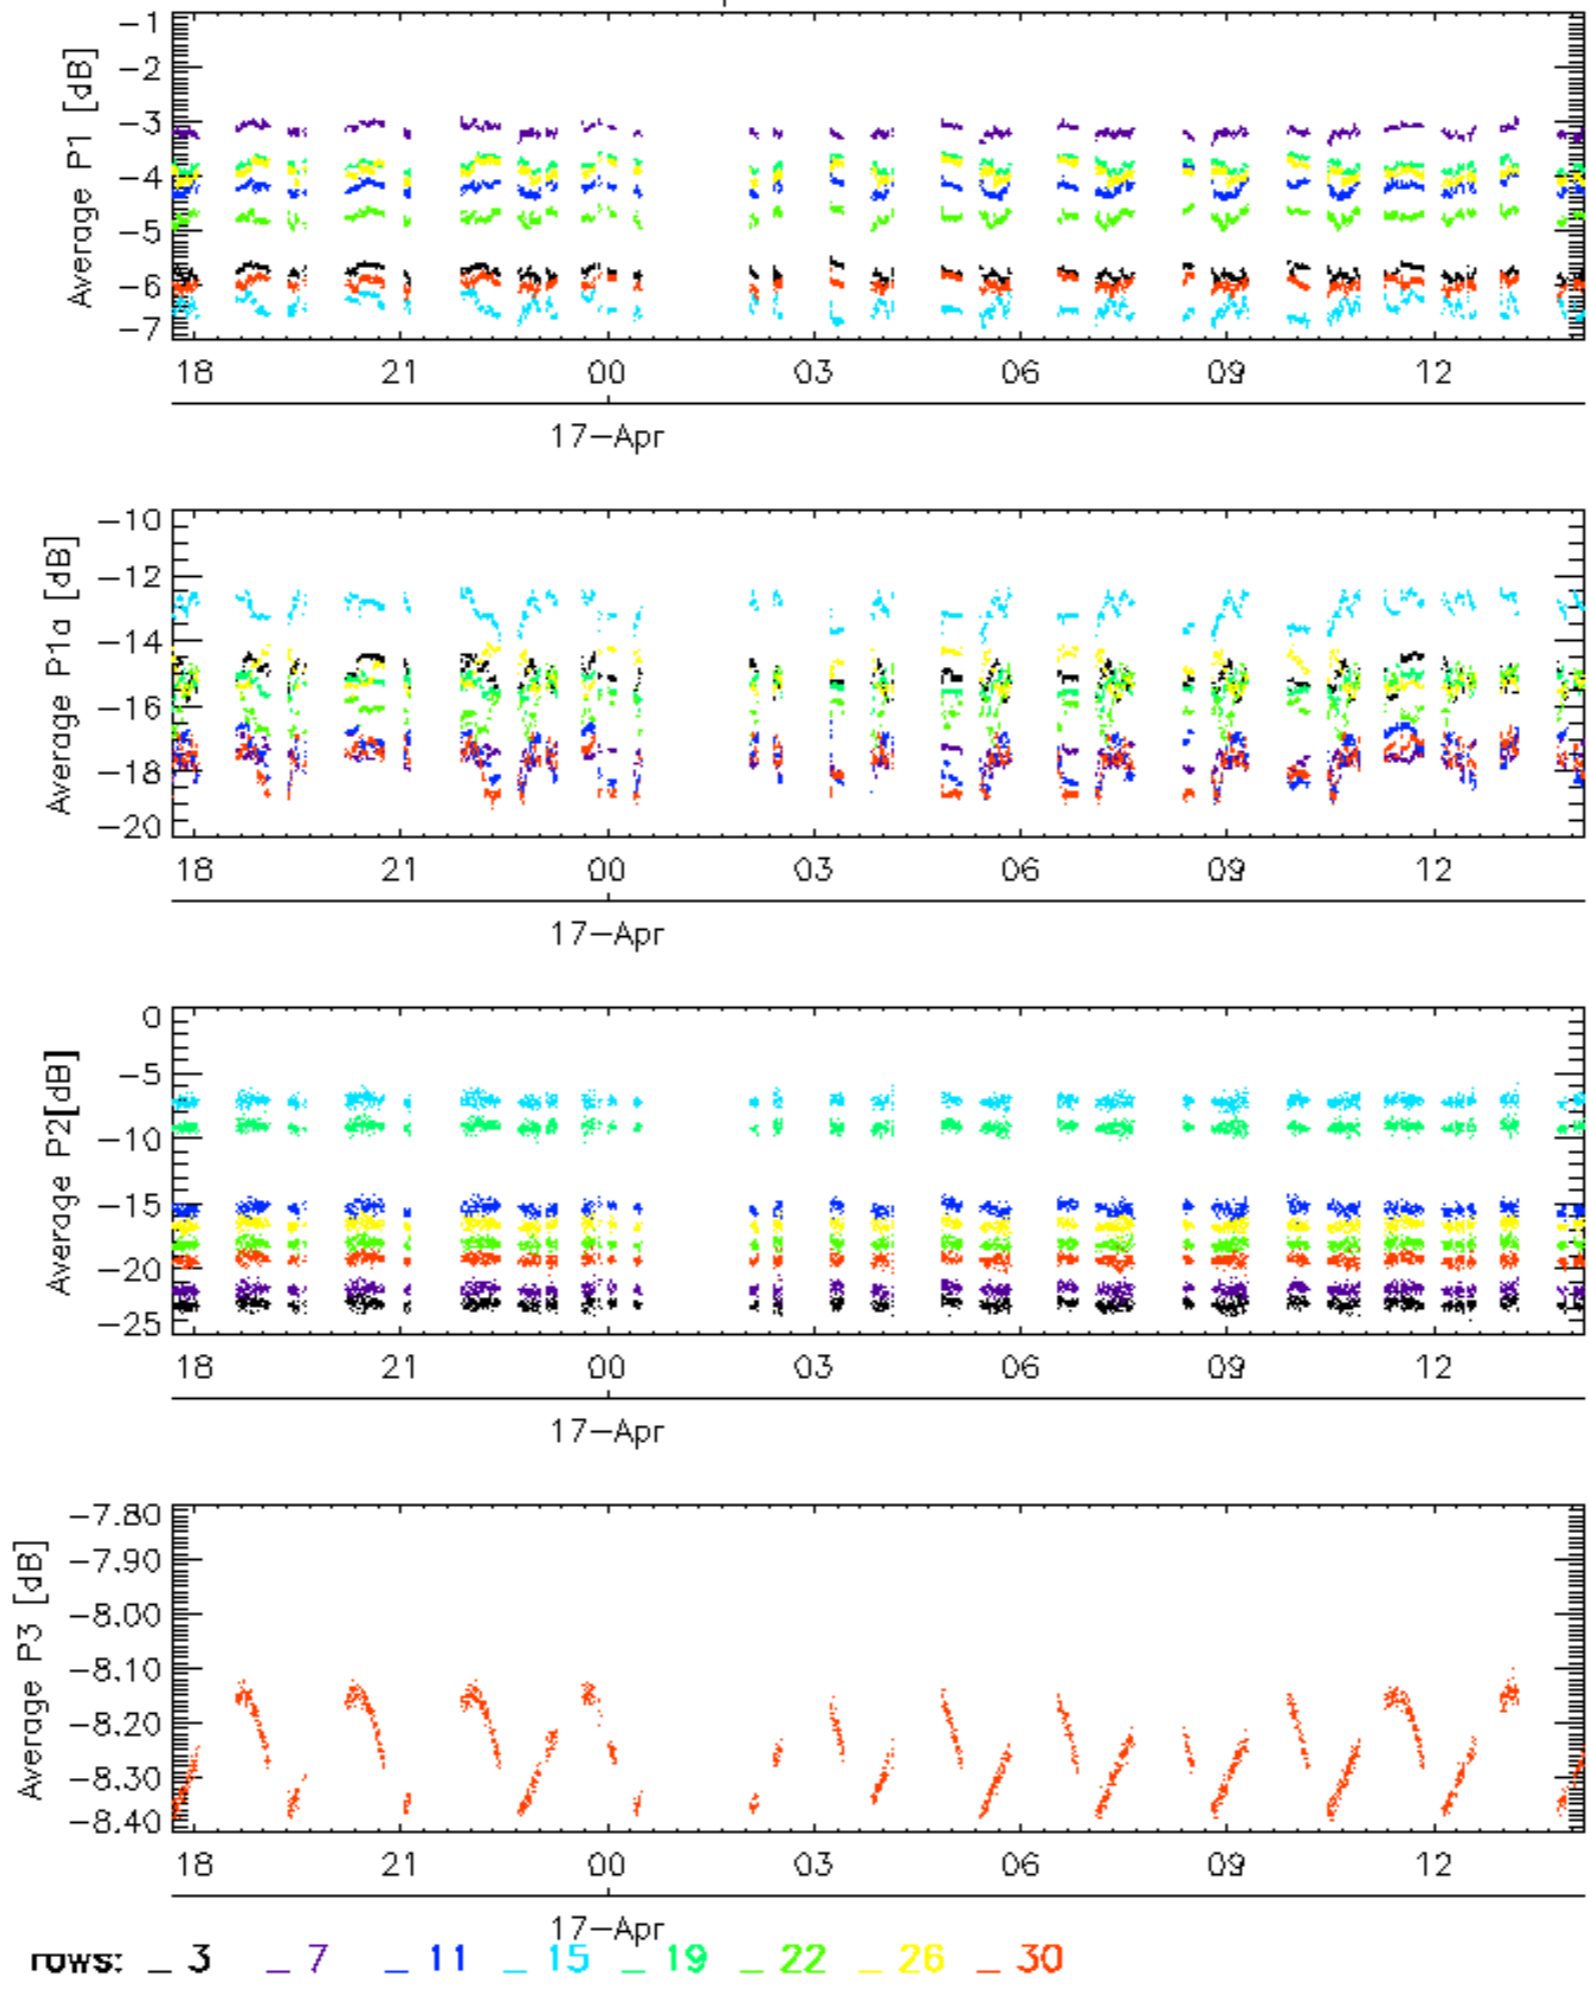 Average P1 [dB]
−1
−2
−3
−4
−5
−6
−7
18 21 00 03 06 09 12
17−Apr
Average P1a [dB]
−10
−12
−14
−16
−18
−20
18 21 00 03 06 09 12
17−Apr
Average P2[dB]
0
−5
−10
−15
−20
−25
18 21 00 03 06 09 12
17−Apr
Average P3 [dB]
−7.80
−7.90
−8.00
−8.10
−8.20
−8.30
−8.40
18 21 00 03 06 09 12
17−Apr
rows: _ 3 _ 7 _ 11 _ 15 _ 19 _ 22 _ 26 _ 30